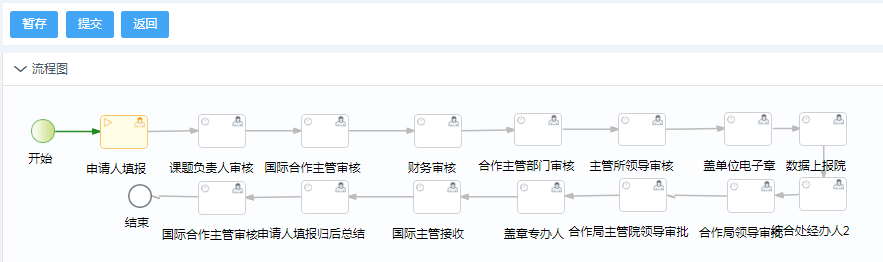 暂存 提交 返回
流程图
开始 申请人填报 课题负责人审核 国际合作主管审核 财务审核 合作主管部门审核 主管所领导审核 盖单位电子章 数据上报院
结束 国际合作主管审核 申请人填报归后总结 国际主管接收 盖章专办人 合作局主管院领导审批 合作局领导审批 综合处经办人2